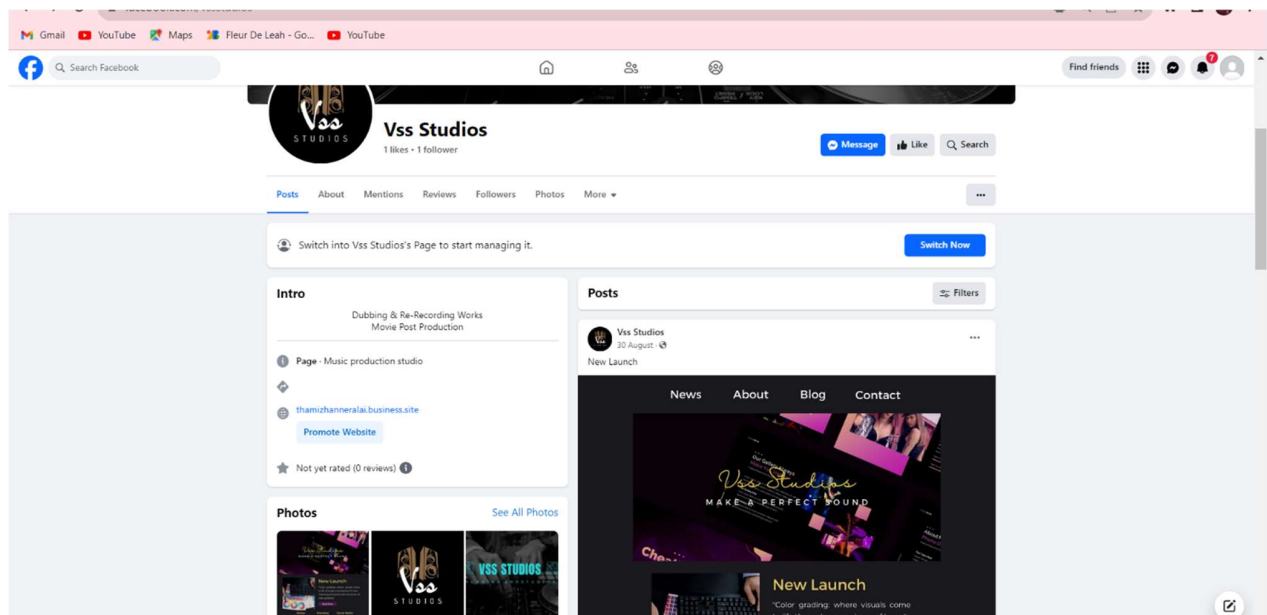 Gmail
YouTube
Maps
Fleur De Leah - Go...
YouTube
Search Facebook
Find friends
7
Vss
STUDIOS
Vss Studios
1 likes • 1 follower
Message
Like
Search
Posts
About
Mentions
Reviews
Followers
Photos
More
Switch into Vss Studios's Page to start managing it.
Switch Now
Intro
Dubbing & Re-Recording Works
Movie Post Production
Page · Music production studio
thamizhanneralai.business.site
Promote Website
Not yet rated (0 reviews)
Photos
See All Photos
Vss
STUDIOS
VSS STUDIOS
Posts
Filters
Vss Studios
30 August
New Launch
News About Blog Contact
Vss Studios
MAKE A PERFECT SOUND
New Launch
"Color grading: where visuals come